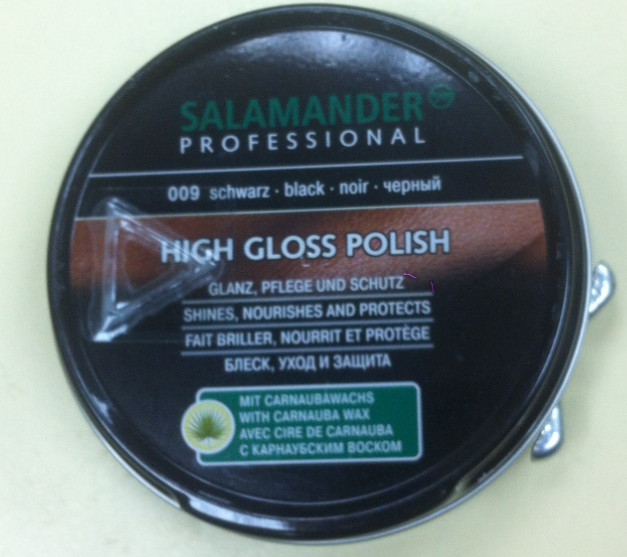 SALAMANDER
PROFESSIONAL
009 schwarz · black · noir · черный
HIGH GLOSS POLISH
GLANZ, PFLEGE UND SCHUTZ
SHINES, NOURISHES AND PROTECTS
FAIT BRILLER, NOURRIT ET PROTÈGE
БЛЕСК, УХОД И ЗАЩИТА
MIT CARNAUBAWACHS
WITH CARNAUBA WAX
AVEC CIRE DE CARNAUBA
С КАРНАУБСКИМ ВОСКОМ